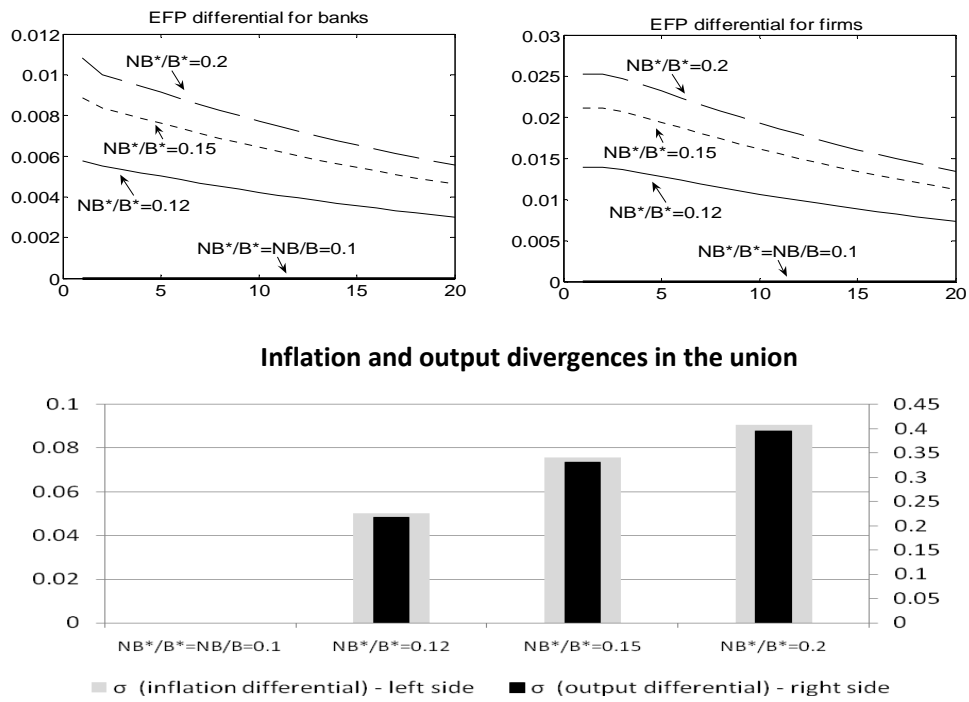 EFP differential for banks
0.012
0.01
0.008
0.006
0.004
0.002
0
0 5 10 15 20
NB*/B*=0.2
NB*/B*=0.15
NB*/B*=0.12
NB*/B*=NB/B=0.1
EFP differential for firms
0.03
0.025
0.02
0.015
0.01
0.005
0
0 5 10 15 20
NB*/B*=0.2
NB*/B*=0.15
NB*/B*=0.12
NB*/B*=NB/B=0.1
Inflation and output divergences in the union
0.1
0.08
0.06
0.04
0.02
0
0.45
0.4
0.35
0.3
0.25
0.2
0.15
0.1
0.05
0
NB*/B*=NB/B=0.1 NB*/B*=0.12 NB*/B*=0.15 NB*/B*=0.2
σ (inflation differential) - left side σ (output differential) - right side